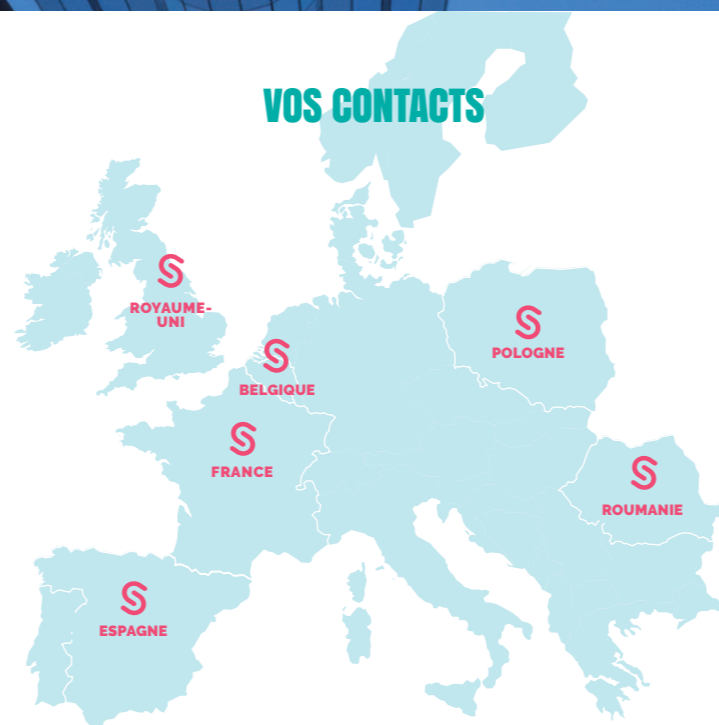 VOS CONTACTS
ROYAUME-
UNI
POLOGNE
BELGIQUE
FRANCE
ROUMANIE
ESPAGNE